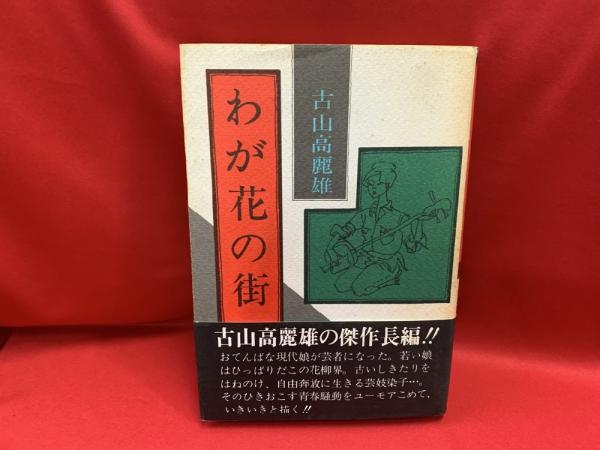 わが花の街
古山高麗雄
古山高麗雄の傑作長編!!
おてんばな現代娘が芸者になった。若い娘
はひっぱりだこの花柳界。古いしきたりを
はねのけ、自由奔放に生きる芸妓染子…。
そのひきおこす青春騒動をユーモアこめて、
いきいきと描く!!